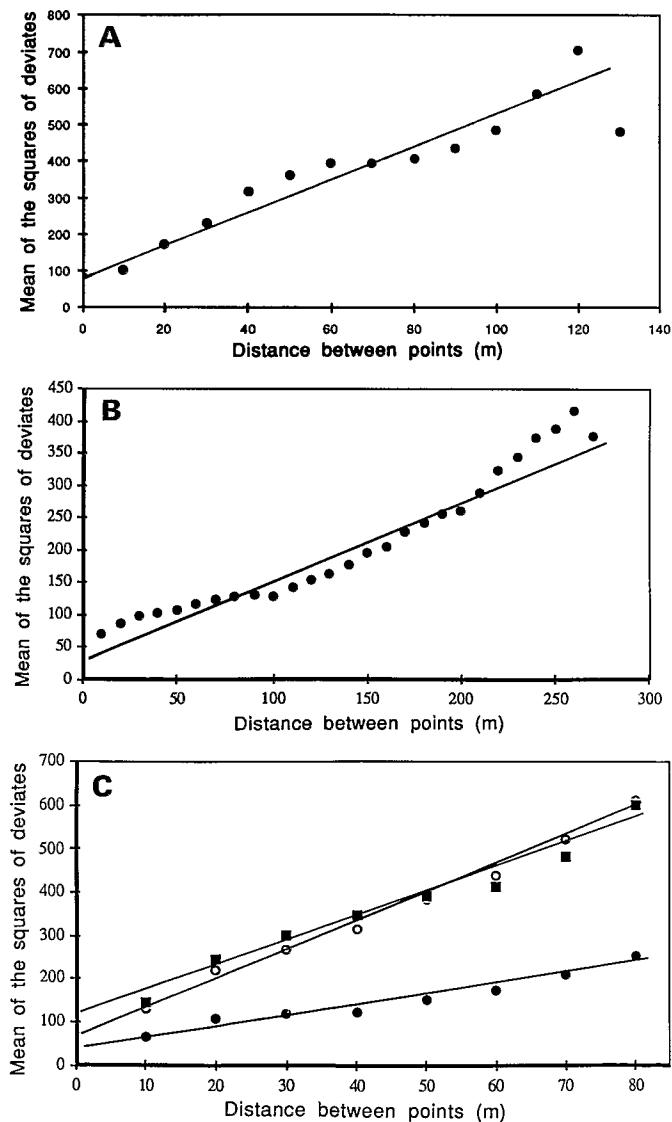 A
Mean of the squares of deviates
800
700
600
500
400
300
200
100
0
0 20 40 60 80 100 120 140
Distance between points (m)
B
Mean of the squares of deviates
450
400
350
300
250
200
150
100
50
0
0 50 100 150 200 250 300
Distance between points (m)
C
Mean of the squares of deviates
700
600
500
400
300
200
100
0
0 10 20 30 40 50 60 70 80
Distance between points (m)